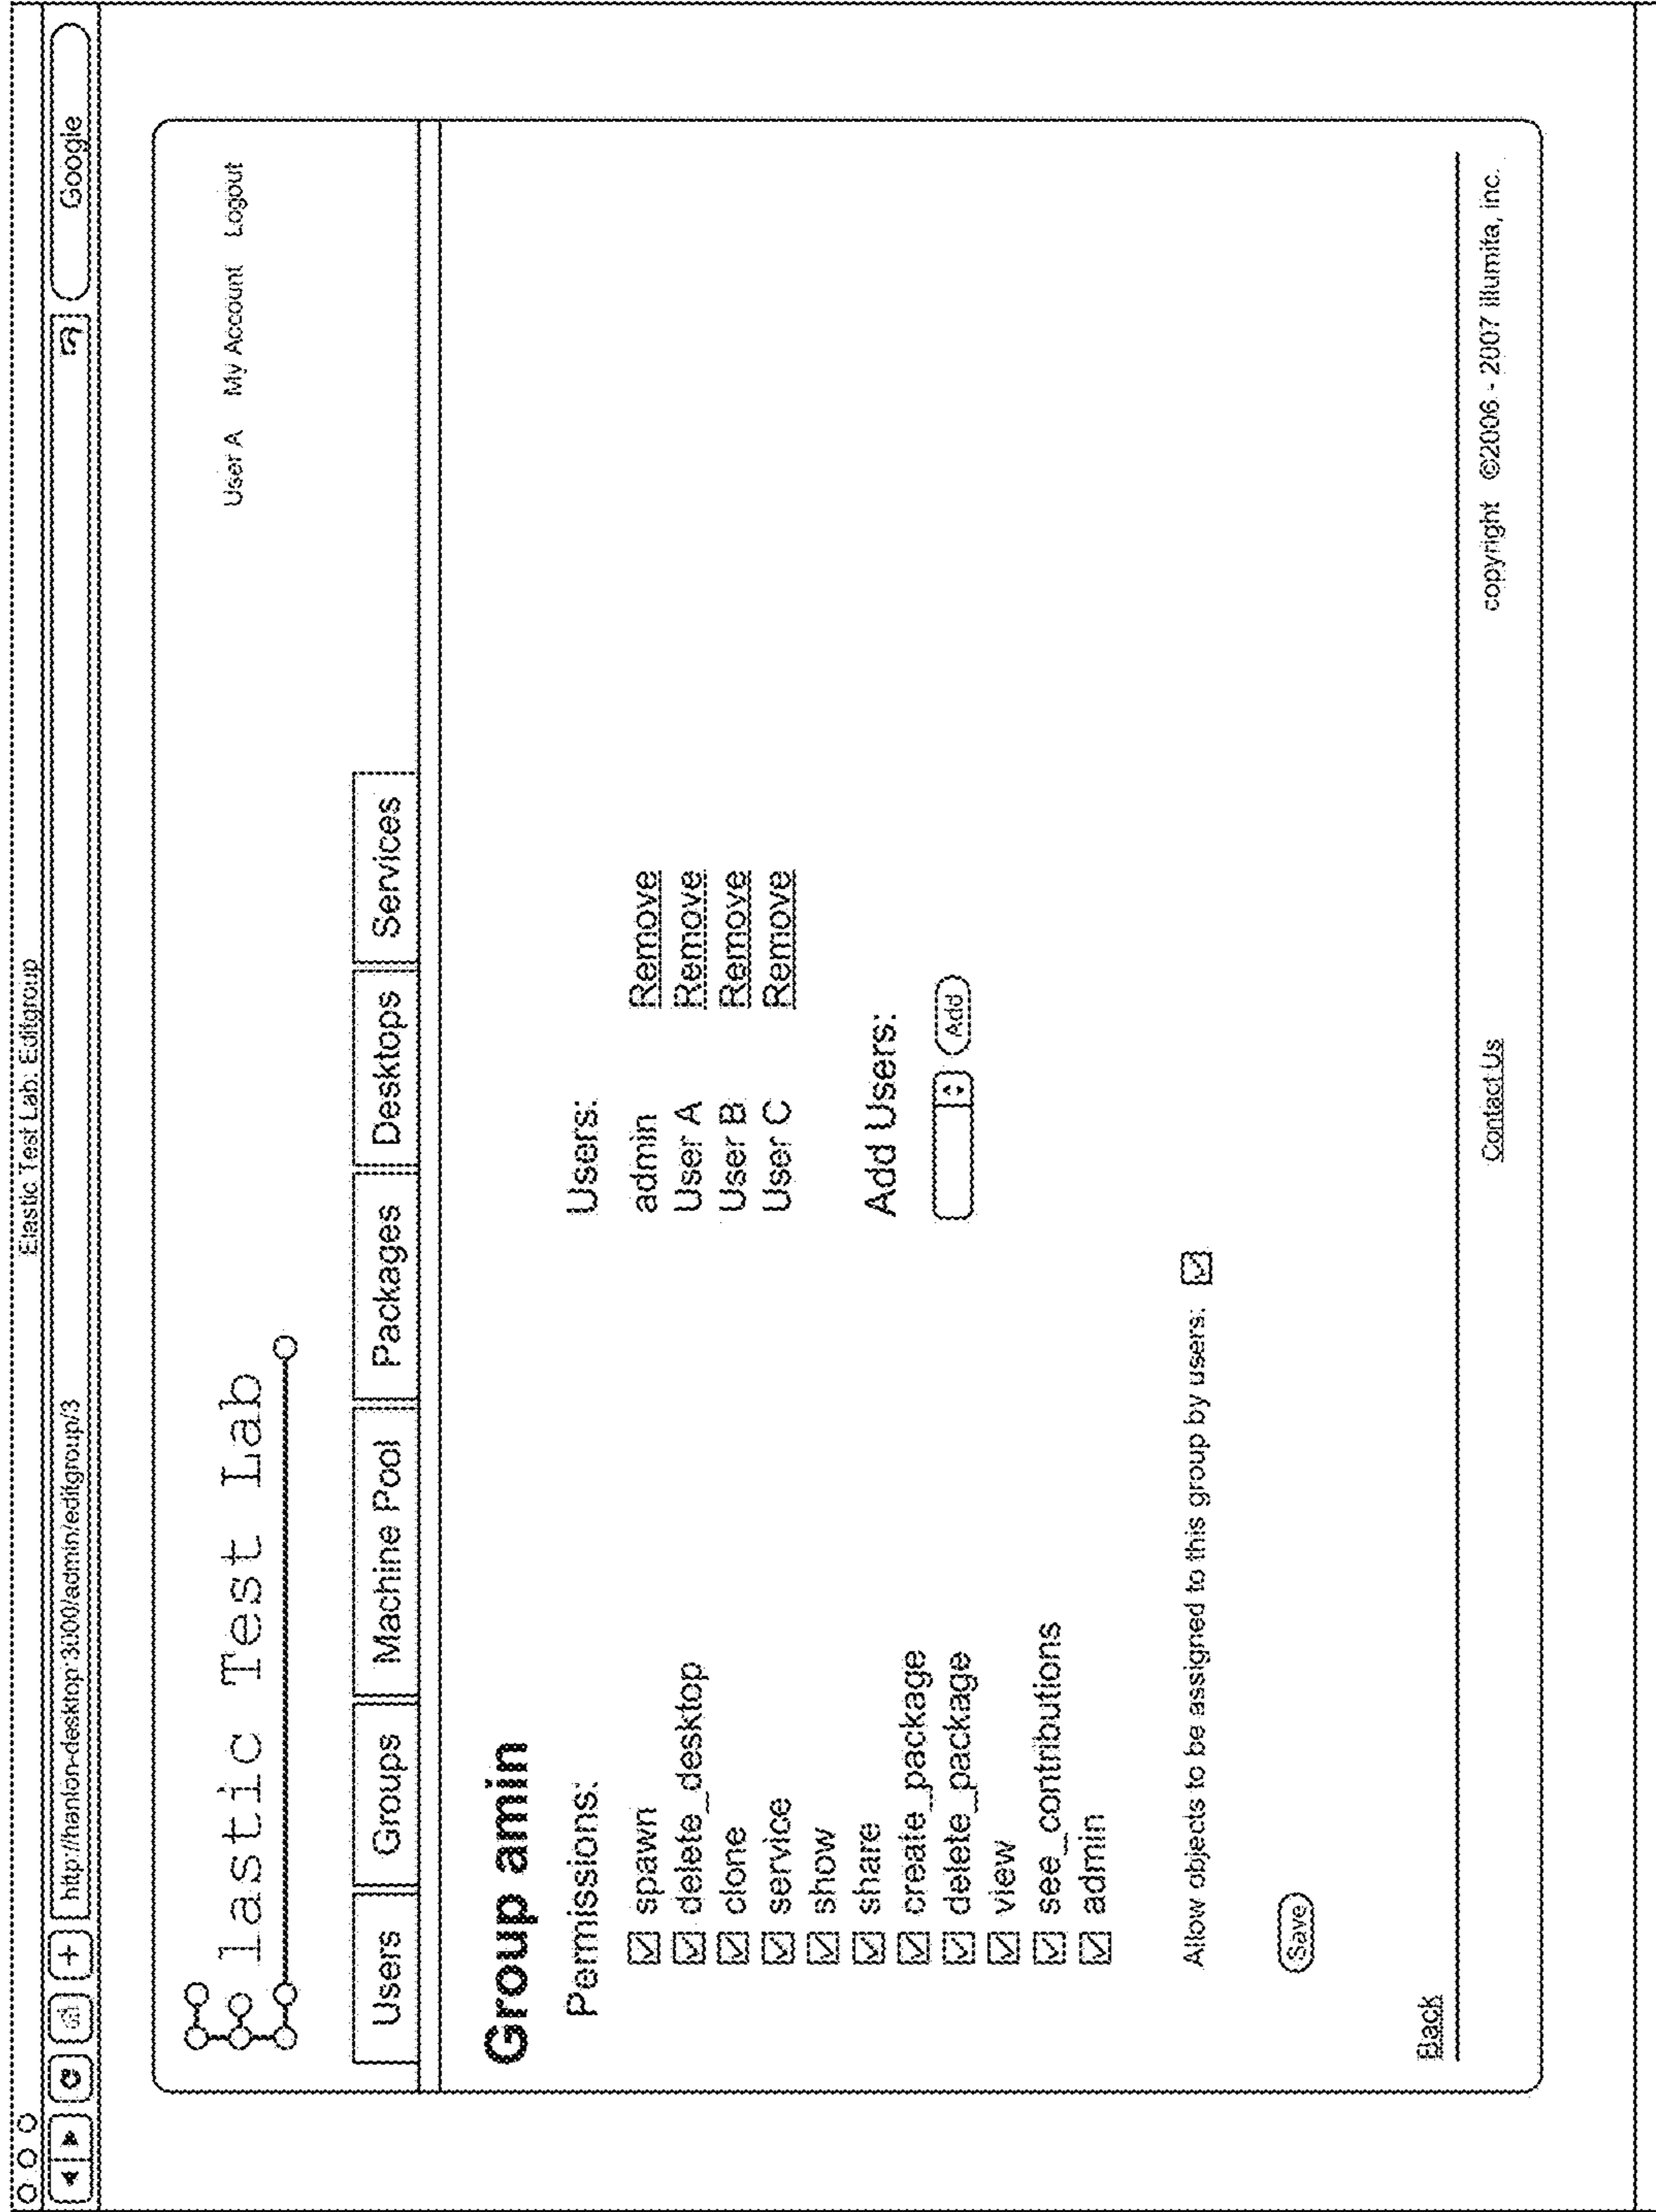 Elastic Test Lab: Editgroup
http://hanlon-desktop:3000/admin/editgroup/3
Google
lastic Test Lab
User A My Account Logout
Users Groups Machine Pool Packages Desktops Services
Group amin
Permissions:
spawn
delete_desktop
clone
service
show
share
create_package
delete_package
view
see_contributions
admin
Users:
admin Remove
User A Remove
User B Remove
User C Remove
Add Users:
Add
Allow objects to be assigned to this group by users:
Save
Back
Contact Us
copyright ©2006 - 2007 illumita, inc.